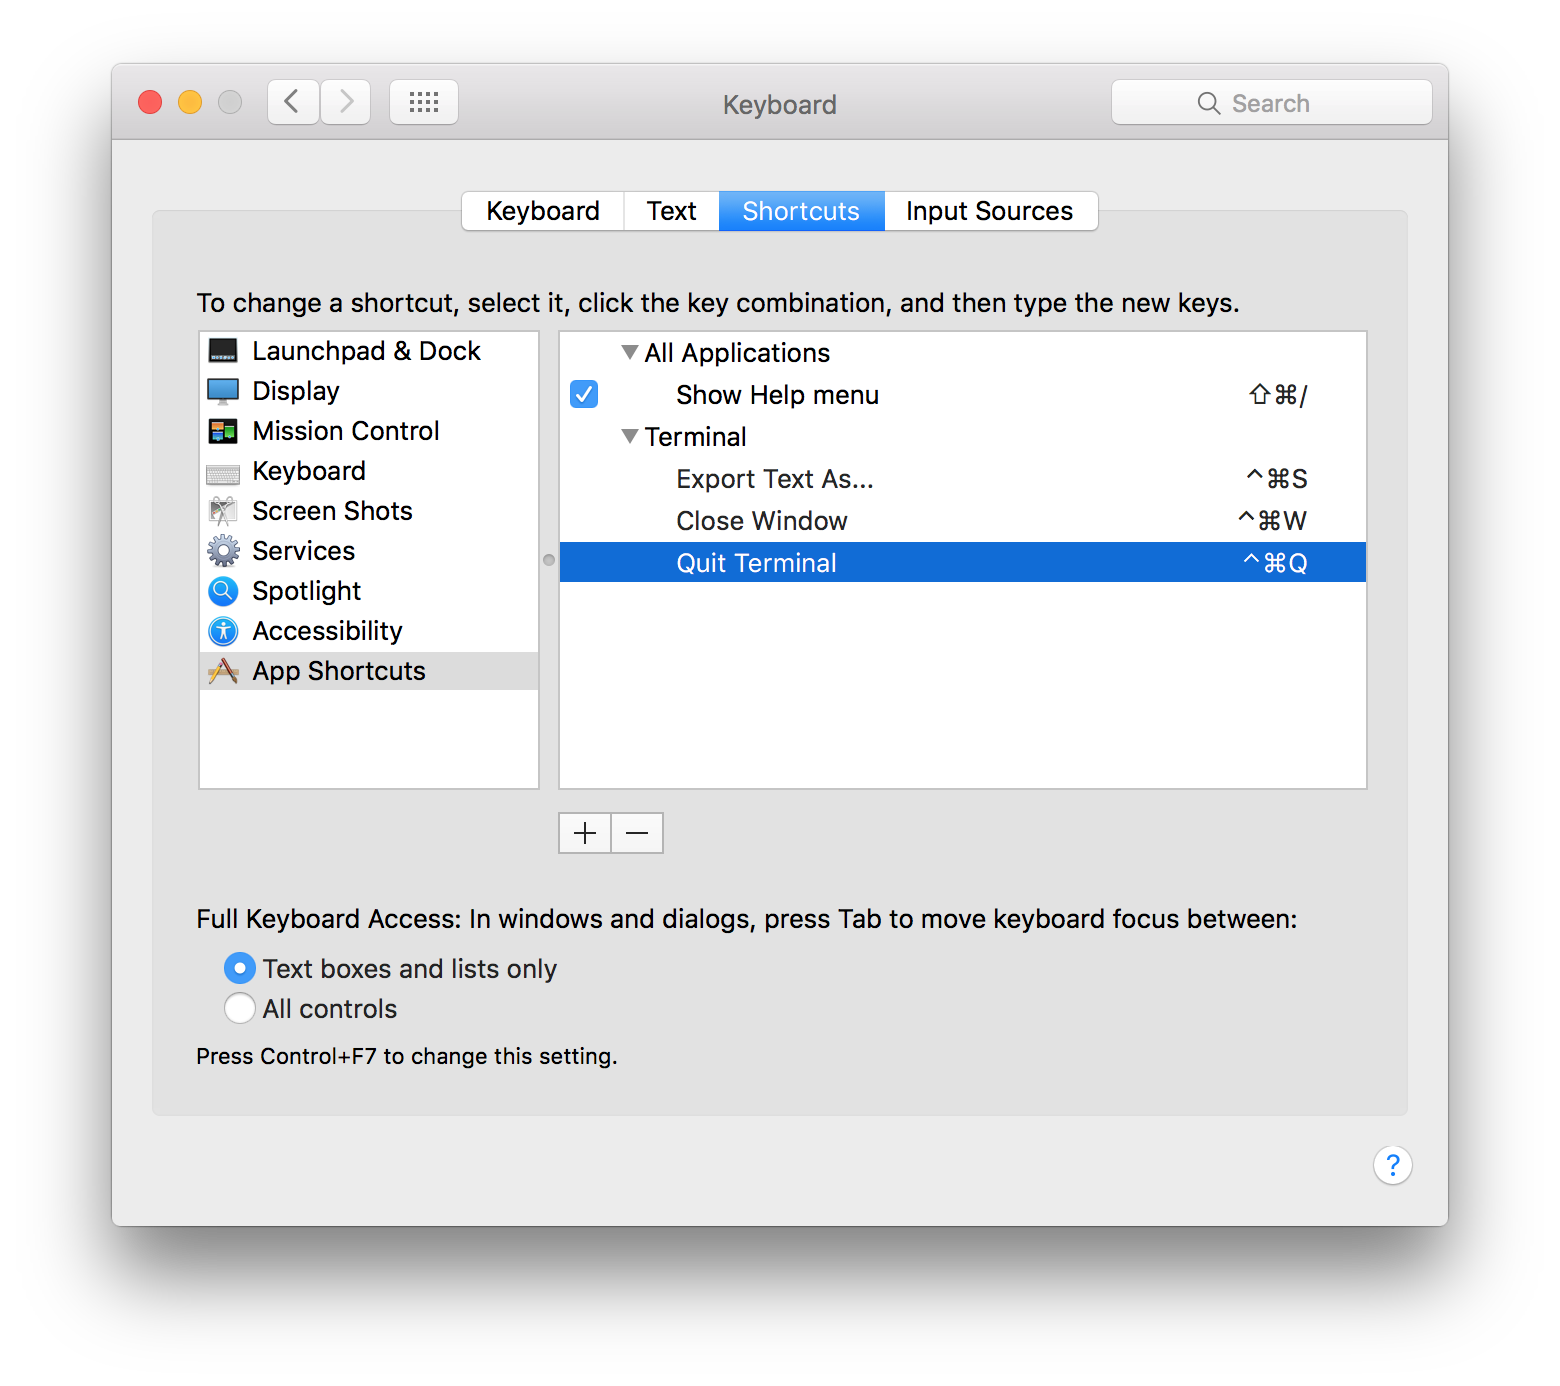 Keyboard
Search
Keyboard Text Shortcuts Input Sources
To change a shortcut, select it, click the key combination, and then type the new keys.
Launchpad & Dock
Display
Mission Control
Keyboard
Screen Shots
Services
Spotlight
Accessibility
App Shortcuts
All Applications
Show Help menu ⇧⌘/
Terminal
Export Text As... ^⌘S
Close Window ^⌘W
Quit Terminal ^⌘Q
Full Keyboard Access: In windows and dialogs, press Tab to move keyboard focus between:
Text boxes and lists only
All controls
Press Control+F7 to change this setting.
?